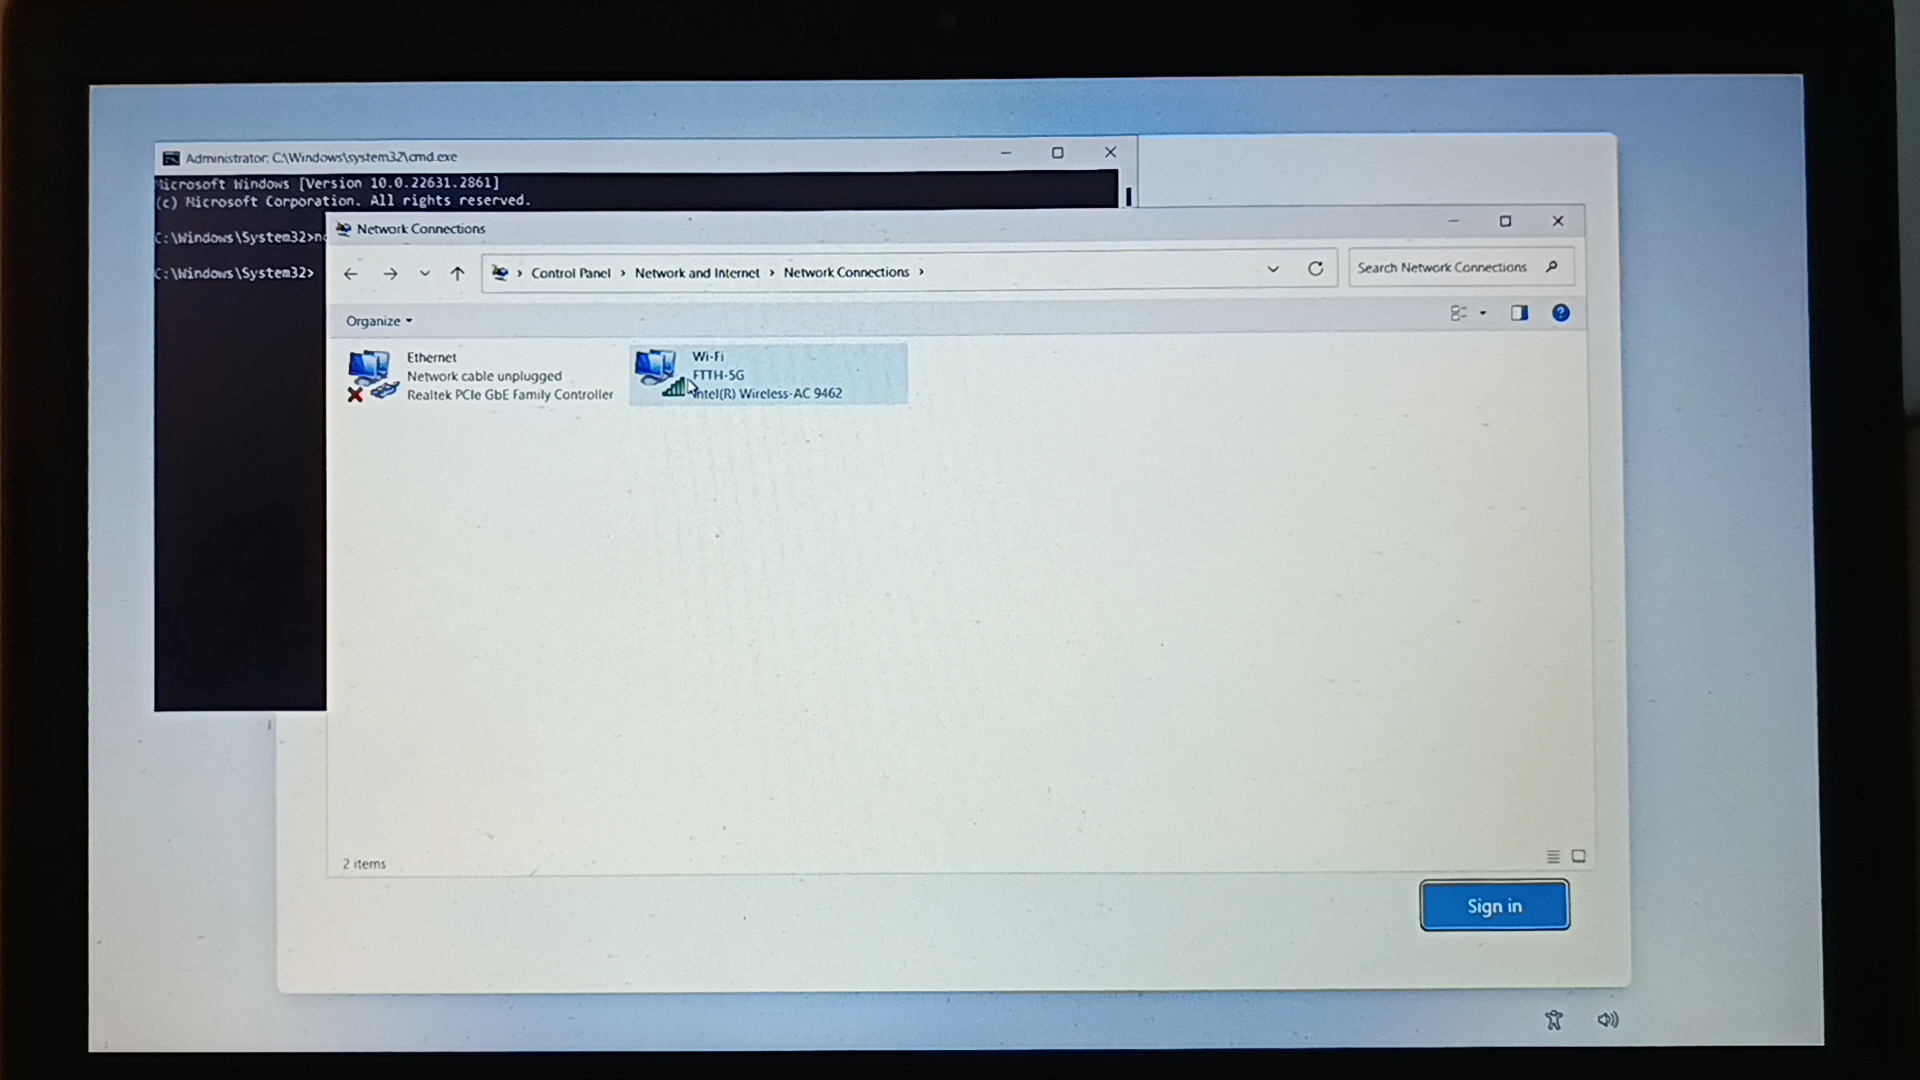 Administrator: C:\Windows\system32\cmd.exe
Microsoft Windows [Version 10.0.22631.2861]
(c) Microsoft Corporation. All rights reserved.
C:\Windows\System32>
C:\Windows\System32>
Network Connections
Control Panel > Network and Internet > Network Connections >
Search Network Connections
Organize
Ethernet
Network cable unplugged
Realtek PCIe GbE Family Controller
Wi-Fi
FTTH-5G
Intel(R) Wireless-AC 9462
2 items
Sign in